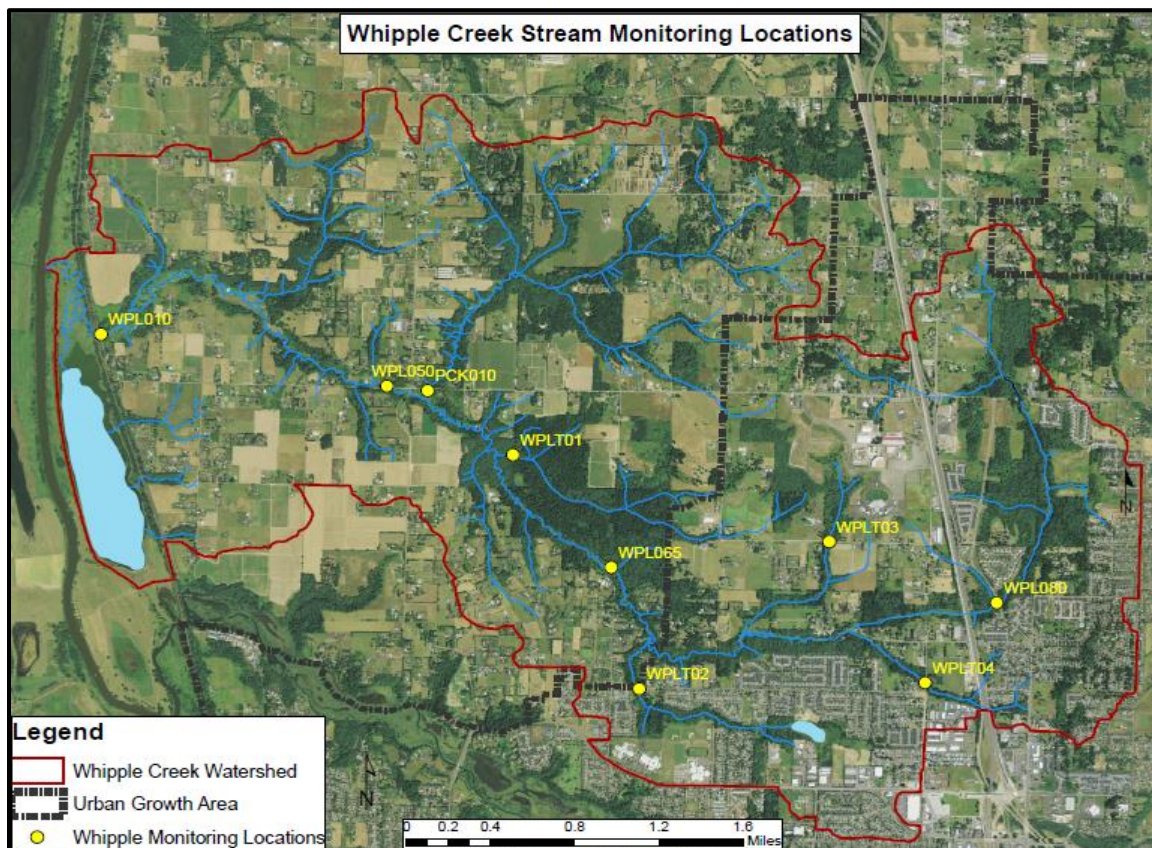 Whipple Creek Stream Monitoring Locations
WPL010
WPL050
PCK010
WPLT01
N
WPLT03
WPL065
WPL080
WPLT04
WPLT02
Legend
Whipple Creek Watershed
Urban Growth Area
Whipple Monitoring Locations
N
0 0.2 0.4 0.8 1.2 1.6
Miles